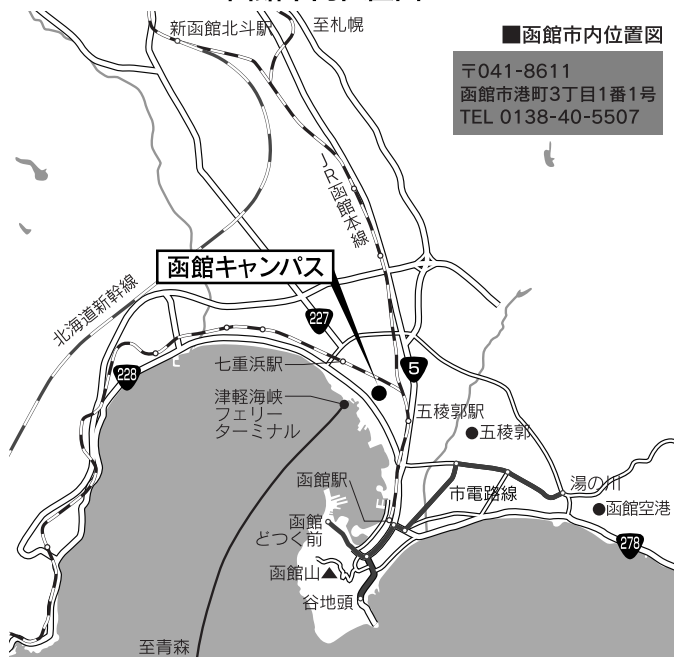 新函館北斗駅
至札幌
■函館市内位置図
〒041-8611
函館市港町3丁目1番1号
TEL 0138-40-5507
JR函館本線
函館キャンパス
北海道新幹線
227
228
七重浜駅
5
津軽海峡
フェリー
ターミナル
五稜郭駅
五稜郭
函館駅
市電路線
湯の川
函館空港
函館
どつく前
278
函館山
谷地頭
至青森